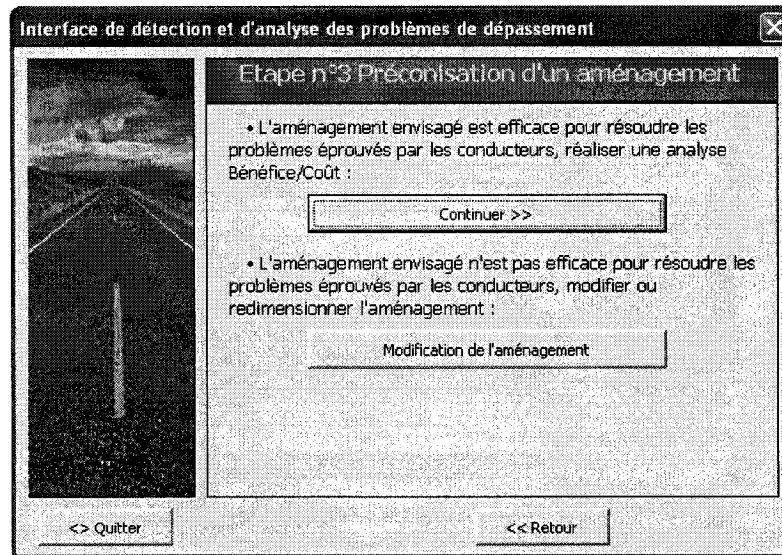 Interface de détection et d'analyse des problèmes de dépassement
Etape n°3 Préconisation d'un aménagement
• L'aménagement envisagé est efficace pour résoudre les
problèmes éprouvés par les conducteurs, réaliser une analyse
Bénéfice/Coût :
Continuer >>
• L'aménagement envisagé n'est pas efficace pour résoudre les
problèmes éprouvés par les conducteurs, modifier ou
redimensionner l'aménagement :
Modification de l'aménagement
<> Quitter
<< Retour